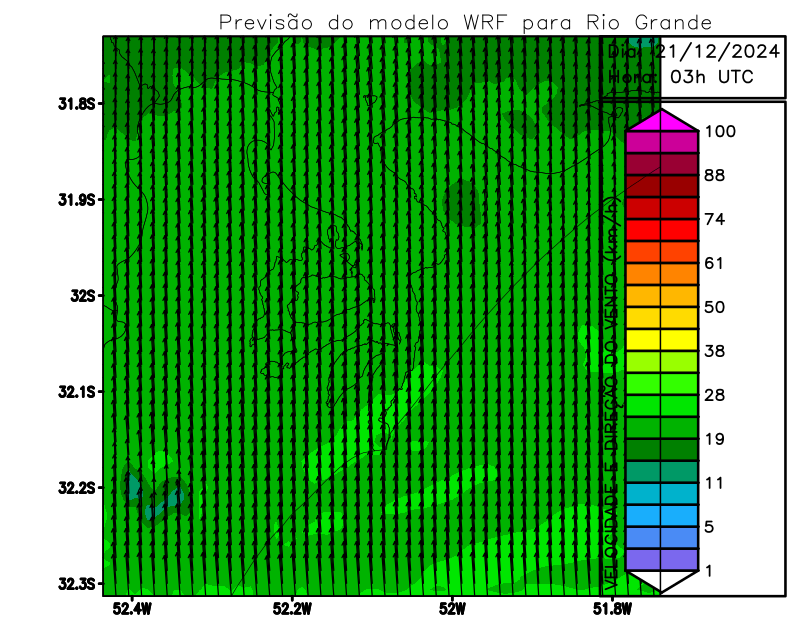 Previsão do modelo WRF para Rio Grande
Dia: 21/12/2024
Hora: 03h UTC
31.8S
31.9S
32S
32.1S
32.2S
32.3S
52.4W
52.2W
52W
51.8W
VELOCIDADE E DIREÇÃO DO VENTO (km/h)
100
88
74
61
50
38
28
19
11
5
1